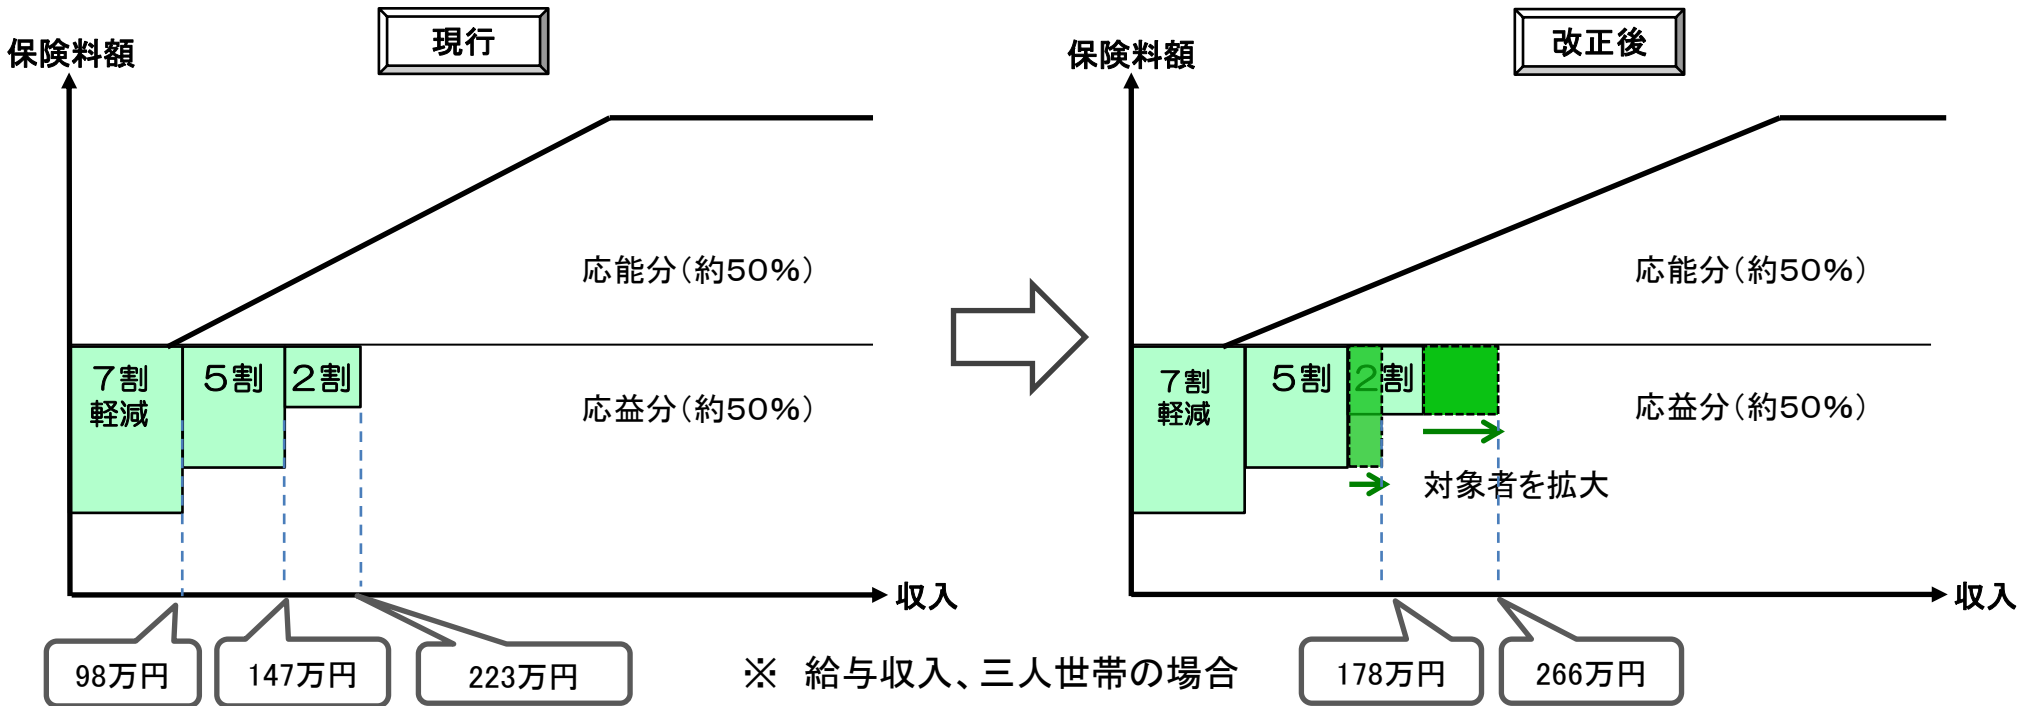 現行
保険料額
応能分（約50%）
7割
軽減
5割
2割
応益分（約50%）
収入
98万円
147万円
223万円
※ 給与収入、三人世帯の場合
改正後
保険料額
応能分（約50%）
7割
軽減
5割
2割
応益分（約50%）
対象者を拡大
収入
178万円
266万円